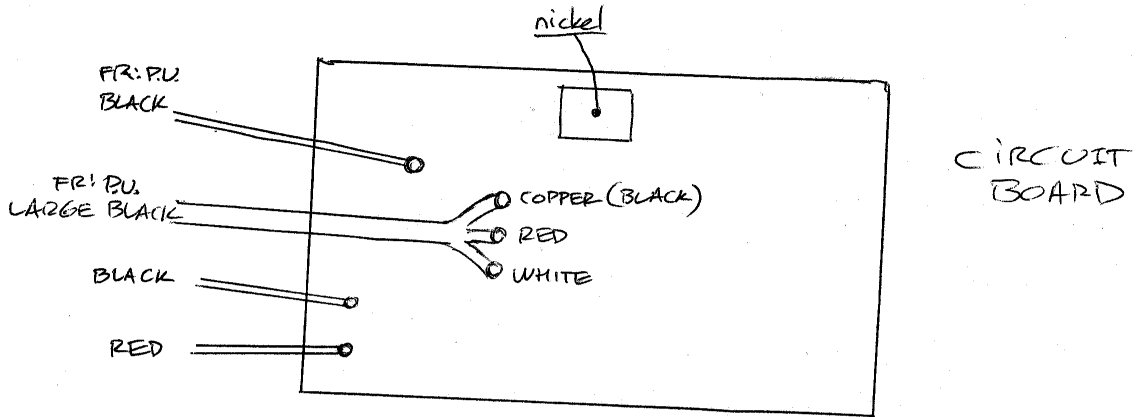 nickel
FR: P.U.
BLACK
FR: P.U.
LARGE BLACK
COPPER (BLACK)
RED
WHITE
BLACK
RED
CIRCUIT
BOARD